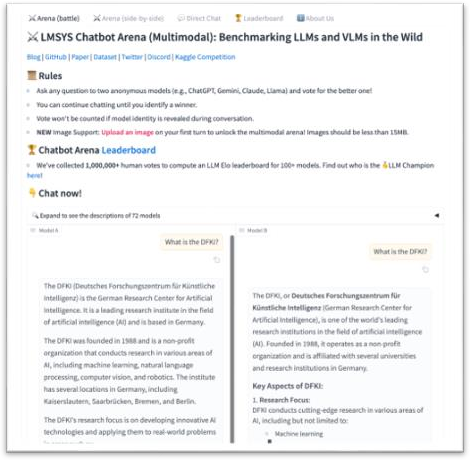 ⚔️ Arena (battle) ⚔️ Arena (side-by-side) 💬 Direct Chat 🏆 Leaderboard ℹ️ About Us
⚔️ LMSYS Chatbot Arena (Multimodal): Benchmarking LLMs and VLMs in the Wild
Blog | GitHub | Paper | Dataset | Twitter | Discord | Kaggle Competition
📜 Rules
Ask any question to two anonymous models (e.g., ChatGPT, Gemini, Claude, Llama) and vote for the better one!
You can continue chatting until you identify a winner.
Vote won't be counted if model identity is revealed during conversation.
NEW Image Support: Upload an image on your first turn to unlock the multimodal arena! Images should be less than 15MB.
🏆 Chatbot Arena Leaderboard
We've collected 1,000,000+ human votes to compute an LLM Elo leaderboard for 100+ models. Find out who is the 🥇LLM Champion
here!
👇 Chat now!
🔍 Expand to see the descriptions of 72 models
Model A
What is the DFKI?
The DFKI (Deutsches Forschungszentrum für Künstliche
Intelligenz) is the German Research Center for Artificial
Intelligence. It is a leading research institute in the field
of artificial intelligence (AI) and is based in Germany.
The DFKI was founded in 1988 and is a non-profit
organization that conducts research in various areas of
AI, including machine learning, natural language
processing, computer vision, and robotics. The institute
has several locations in Germany, including
Kaiserslautern, Saarbrücken, Bremen, and Berlin.
The DFKI's research focus is on developing innovative AI
technologies and applying them to real-world problems
Model B
What is the DFKI?
The DFKI, or Deutsches Forschungszentrum für
Künstliche Intelligenz (German Research Center for
Artificial Intelligence), is one of the world's leading
research institutions in the field of artificial intelligence
(AI). Founded in 1988, it operates as a non-profit
organization and is affiliated with several universities
and research institutions in Germany.
Key Aspects of DFKI:
1. Research Focus:
DFKI conducts cutting-edge research in various areas of
AI, including but not limited to:
Machine learning